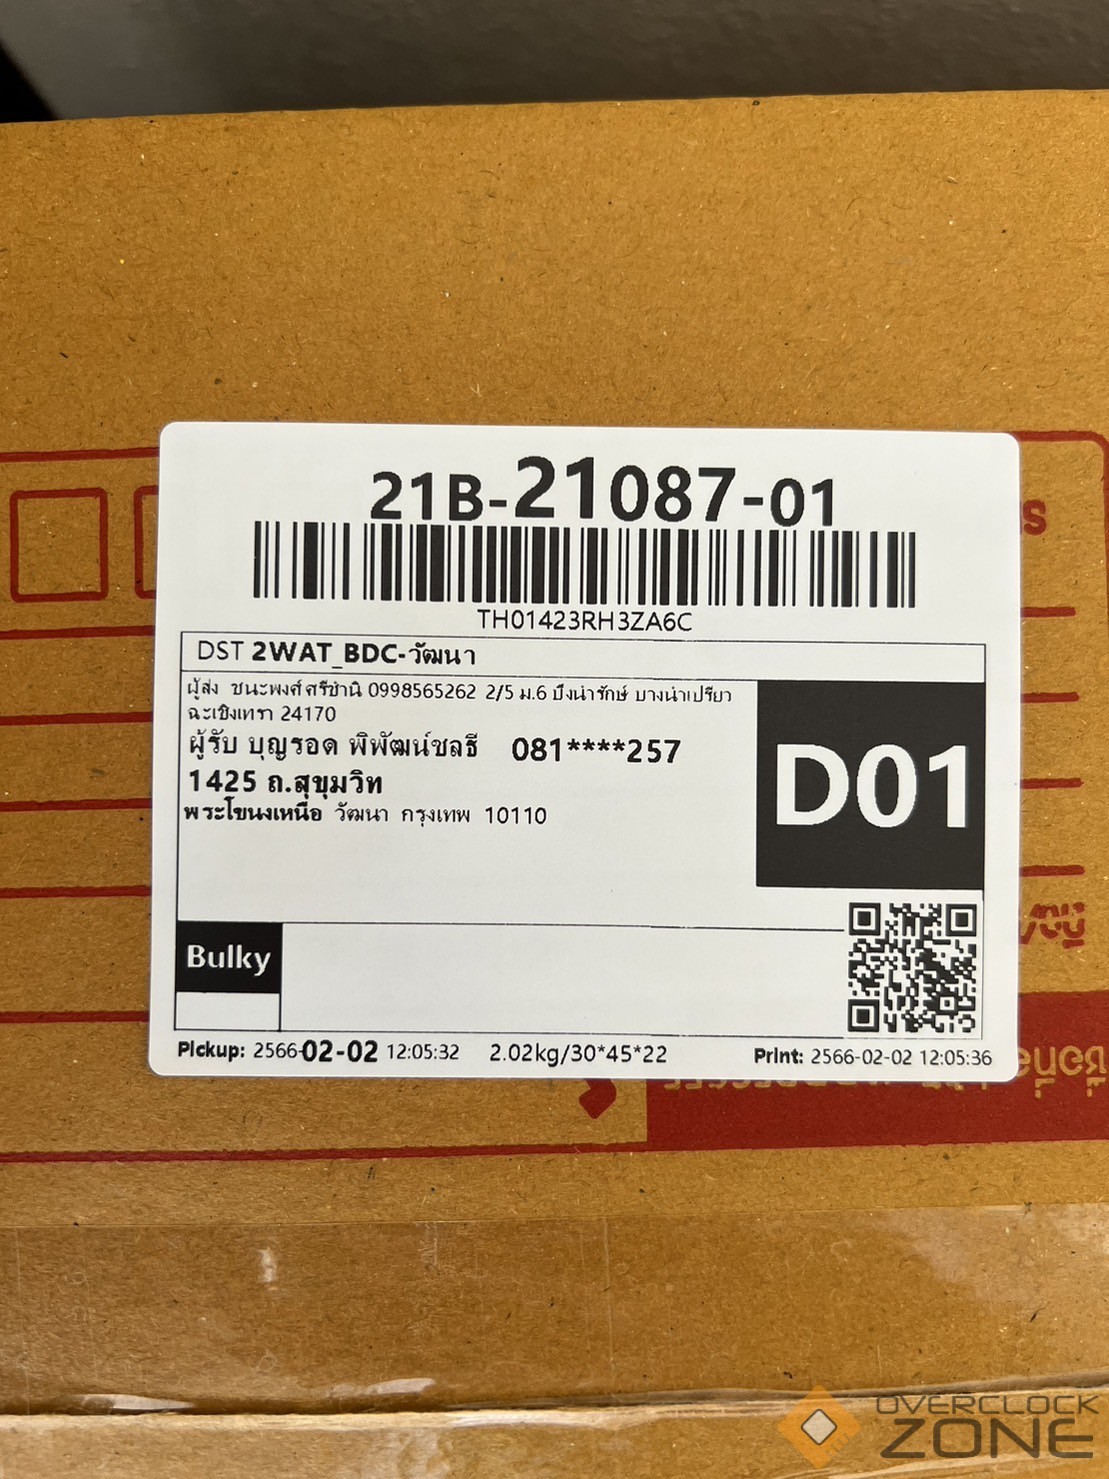 21B-21087-01
TH01423RH3ZA6C
DST 2WAT_BDC-วัฒนา
ผู้ส่ง ชนะพงศ์ ศรีชำนิ 0998565262 2/5 ม.6 บึงน้ำรักษ์ บางน้ำเปรี้ยว
ฉะเชิงเทรา 24170
ผู้รับ บุญรอด พิพัฒน์ชลธี 081****257
1425 ถ.สุขุมวิท
พระโขนงเหนือ วัฒนา กรุงเทพ 10110
D01
Bulky
Pickup: 2566-02-02 12:05:32 2.02kg/30*45*22 Print: 2566-02-02 12:05:36
OVERCLOCK
ZONE